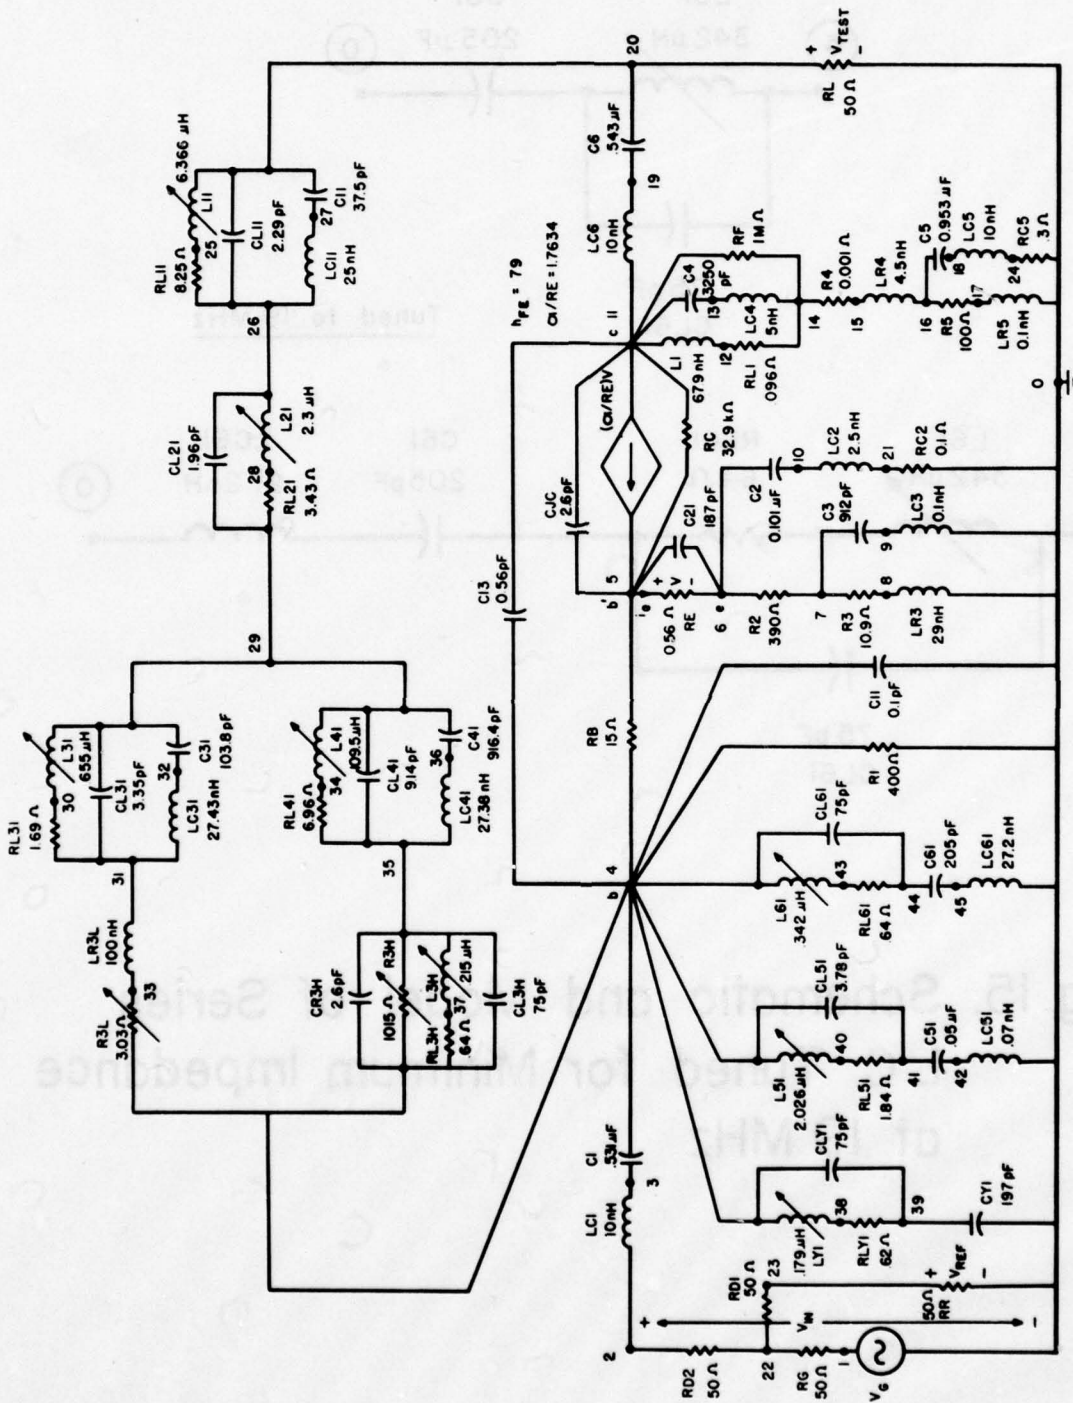 20
+ VTEST -
RL
50 Ω
6.366 μH
RL11
8.25 Ω
25
L11
CL11
2.29 pF
27
C11
37.5 pF
LC11
25 nH
26
CL21
1.96 pF
L21
2.3 μH
28
RL21
3.43 Ω
29
RL31
1.69 Ω
30
L31
.655 μH
CL31
3.35 pF
32
C31
103.8 pF
LC31
27.43 nH
31
LR3L
100 nH
33
R3L
3.03 Ω
RL41
6.96 Ω
34
L41
CL41
914 pF
36
C41
916.4 pF
LC41
27.38 nH
35
CR3H
2.6 pF
R3H
1015 Ω
L3H
.215 μH
37
RL3H
.64 Ω
CL3H
75 pF
C6
.543 μF
19
LC6
10 nH
hFE = 79
α/RE = 1.7634
c 11
RF
1M Ω
C4
3250 pF
13
LC4
5 nH
L1
679 nH
12
RL1
.096 Ω
14
R4
0.001 Ω
15
LR4
4.5 nH
16
C5
0.953 μF
18
LC5
10 nH
24
RC5
.3 Ω
R5
100 Ω
17
LR5
0.1 nH
0
(α/RE)V
RC
32.9 kΩ
CJC
2.6 pF
C21
187 pF
C13
0.56 pF
b' 5
ie
+ V -
.056 Ω
RE
6 e
C2
0.101 μF
10
LC2
2.5 nH
21
RC2
0.1 Ω
R2
390 Ω
7
C3
912 pF
9
LC3
0.1 nH
R3
10.9 Ω
8
LR3
29 nH
RB
15 Ω
C11
0.1 pF
R1
400 Ω
b 4
L61
.342 μH
43
RL61
.64 Ω
CL61
75 pF
44
C61
205 pF
45
LC61
27.2 nH
L51
2.026 μH
40
RL51
1.84 Ω
CL51
3.78 pF
41
C51
.05 μF
42
LC51
.07 nH
LY1
.179 μH
38
RLY1
.62 Ω
CLY1
75 pF
39
CY1
197 pF
C1
3
LC1
10 nH
2
RD2
50 Ω
22
RD1
50 Ω
23
RG
50 Ω
1
VG
+ VIN -
50 Ω
RR
+ VREF -